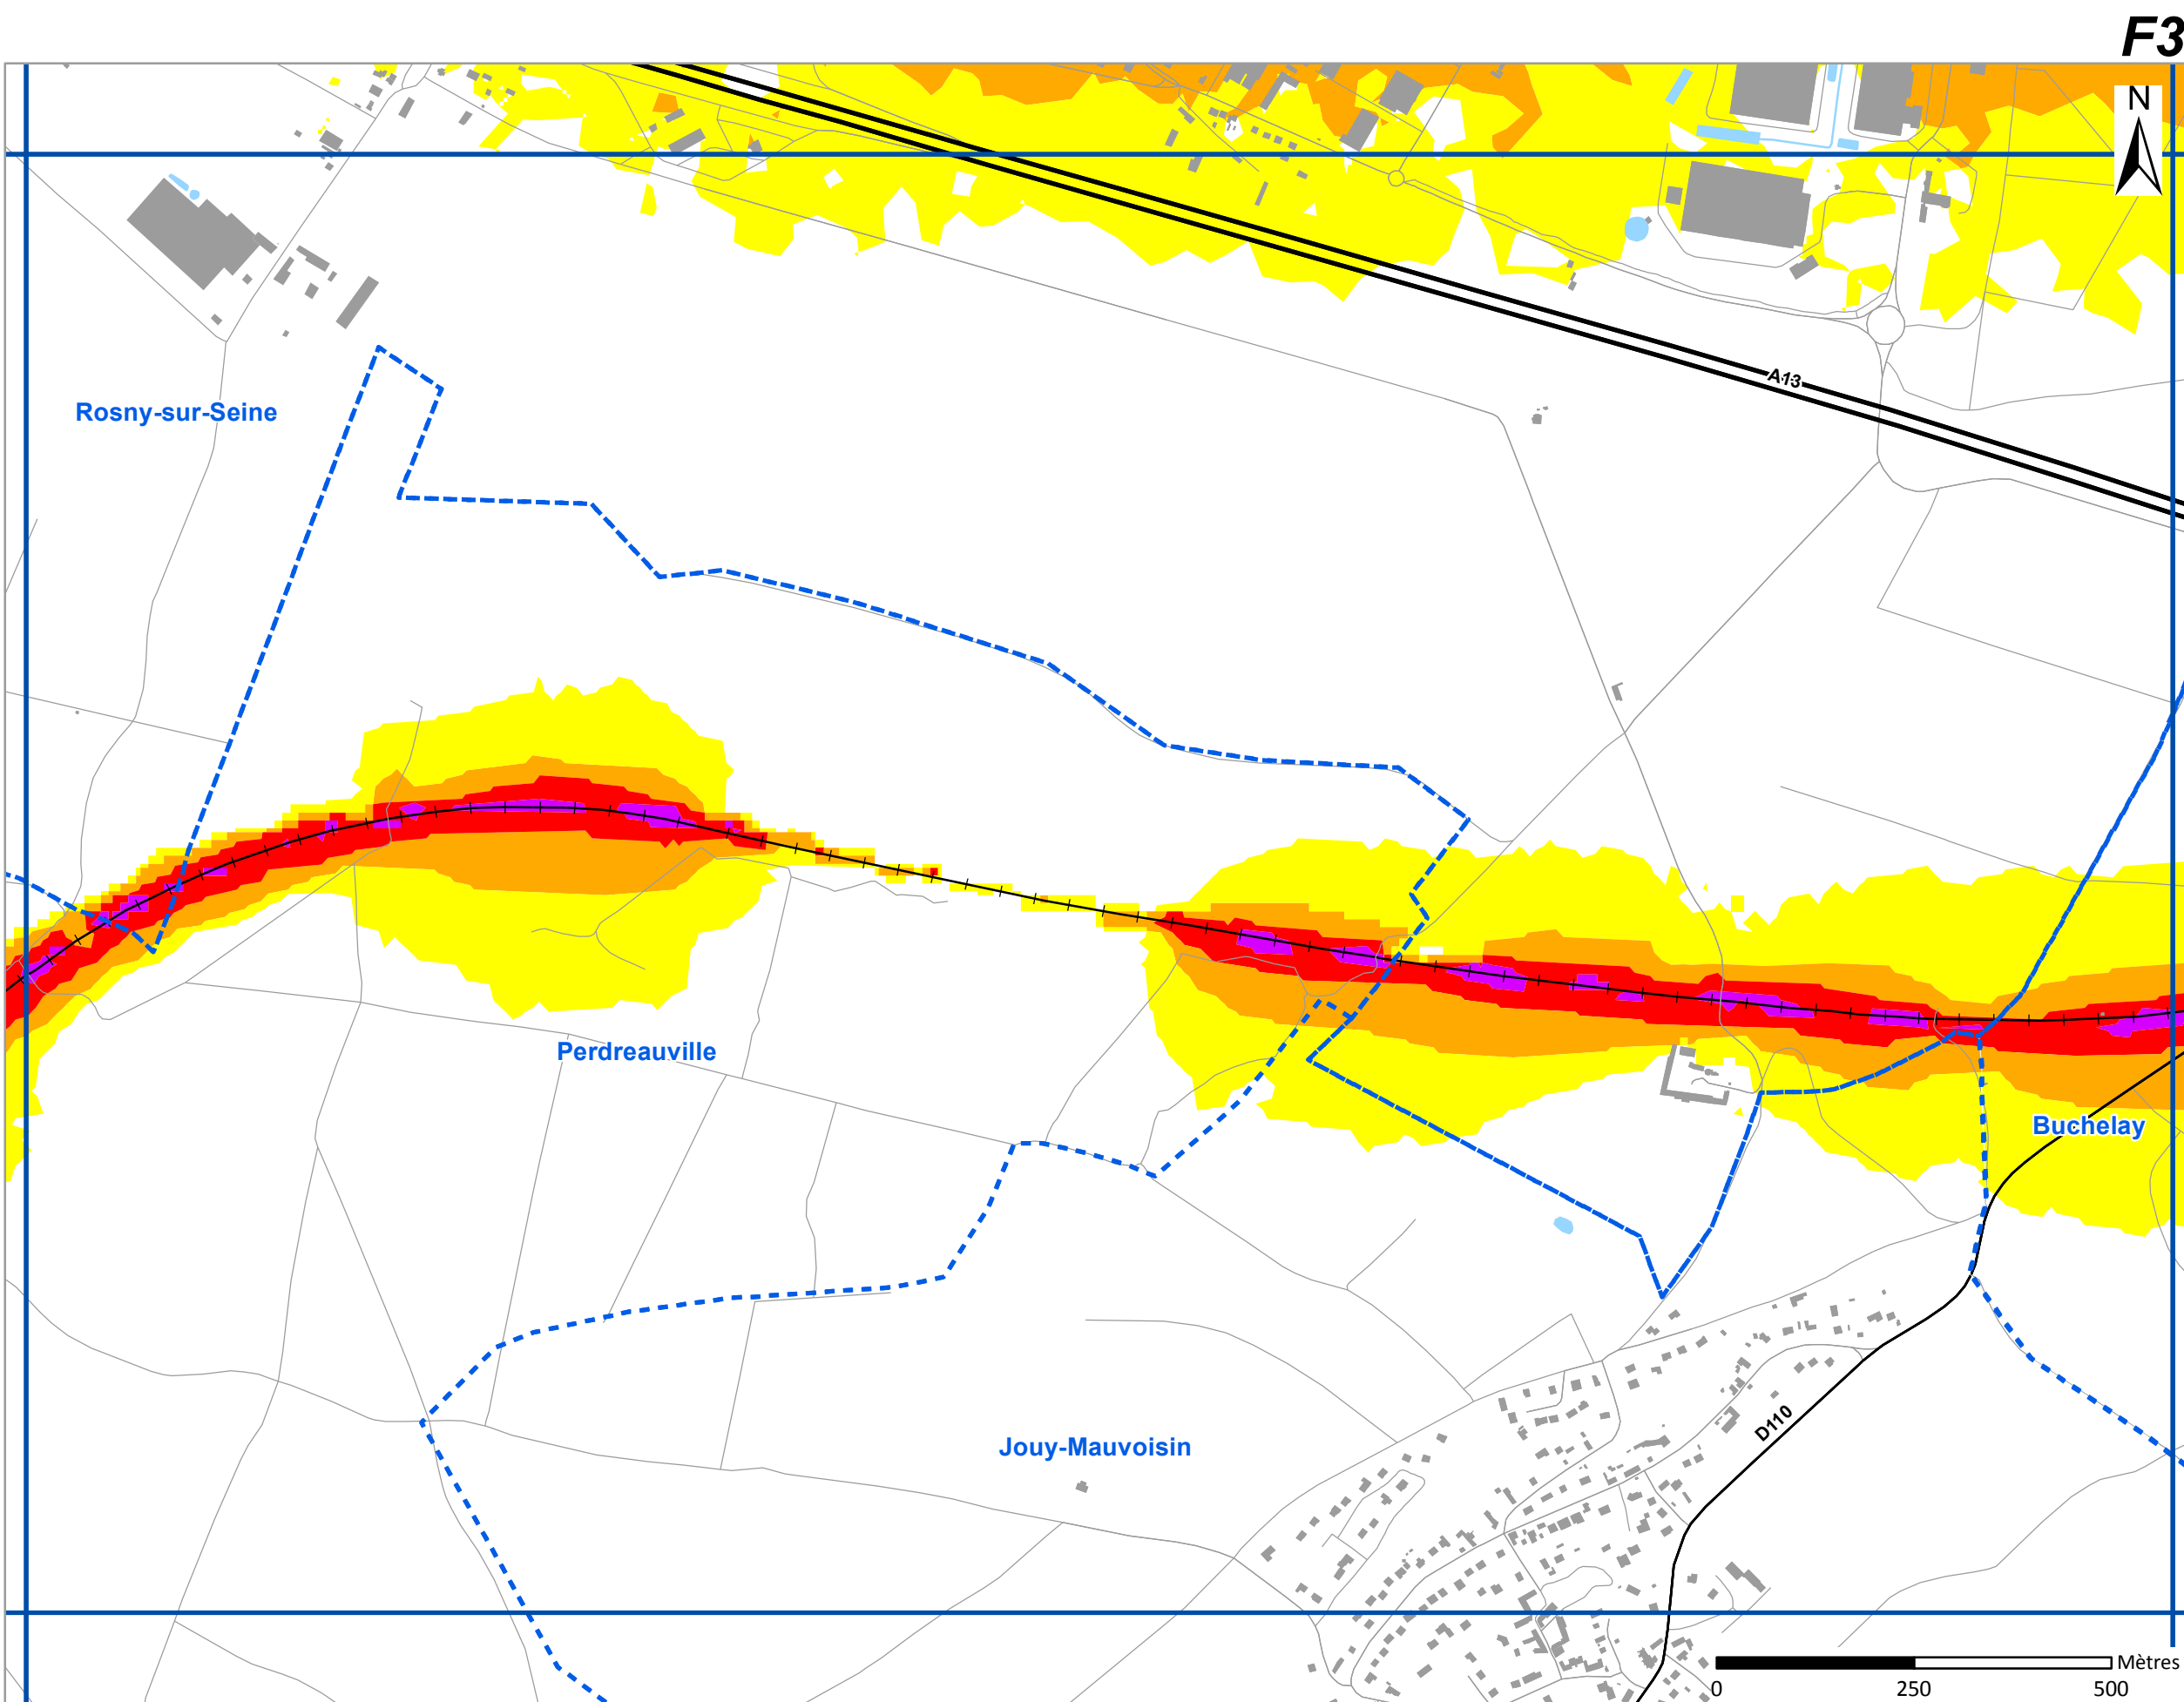 F3
N
A13
Rosny-sur-Seine
Perdreauville
Buchelay
Jouy-Mauvoisin
D110
Mètres
0 250 500